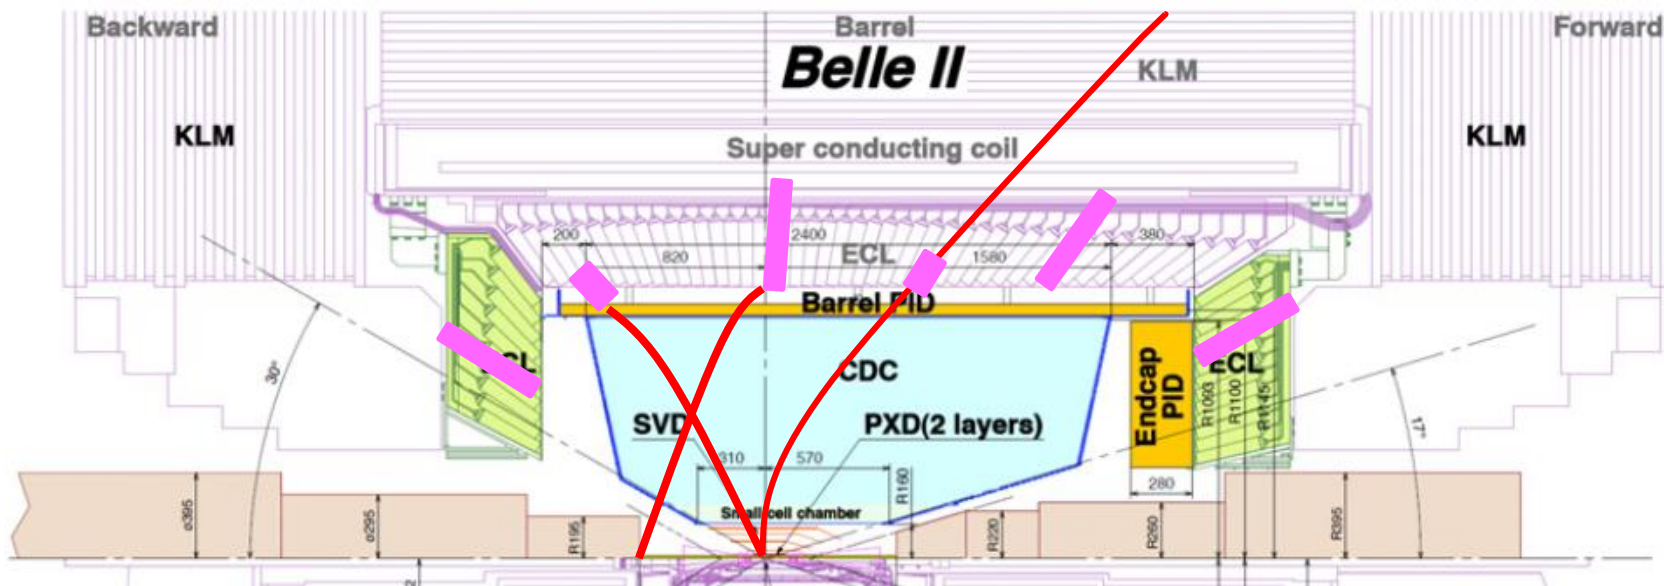 Backward
Barrel
Forward
Belle II
KLM
KLM
KLM
Super conducting coil
200
2400
380
820
ECL
1580
Barrel PID
30°
CDC
ECL
Endcap PID
R1093
R1100
R1145
17°
SVD
PXD(2 layers)
310
570
R160
280
Small cell chamber
ø395
ø295
R195
R220
R260
R395